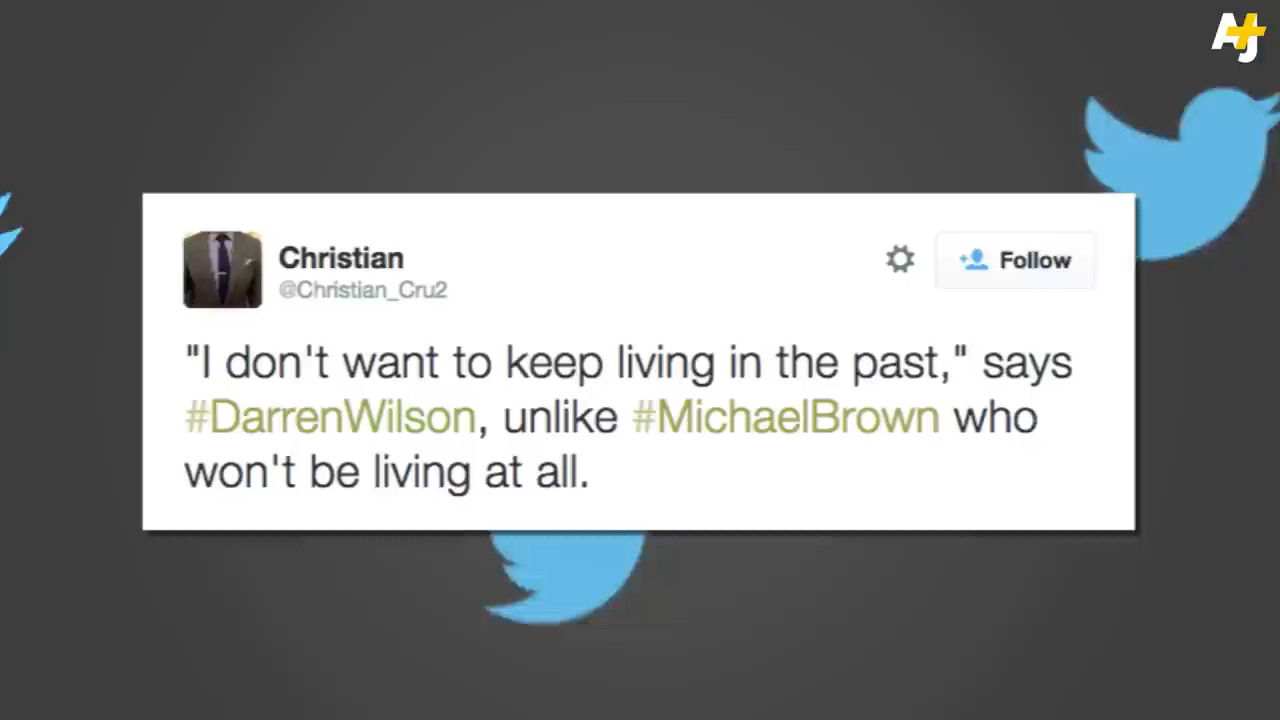 AJ+
Christian
@Christian_Cru2
Follow
"I don't want to keep living in the past," says
#DarrenWilson, unlike #MichaelBrown who
won't be living at all.